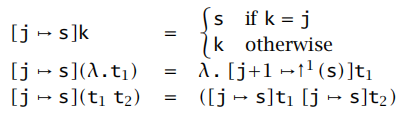 [j ↦ s]k = { s if k = j
k otherwise
[j ↦ s](λ.t₁) = λ. [j+1 ↦ ↑¹(s)]t₁
[j ↦ s](t₁ t₂) = ([j ↦ s]t₁ [j ↦ s]t₂)